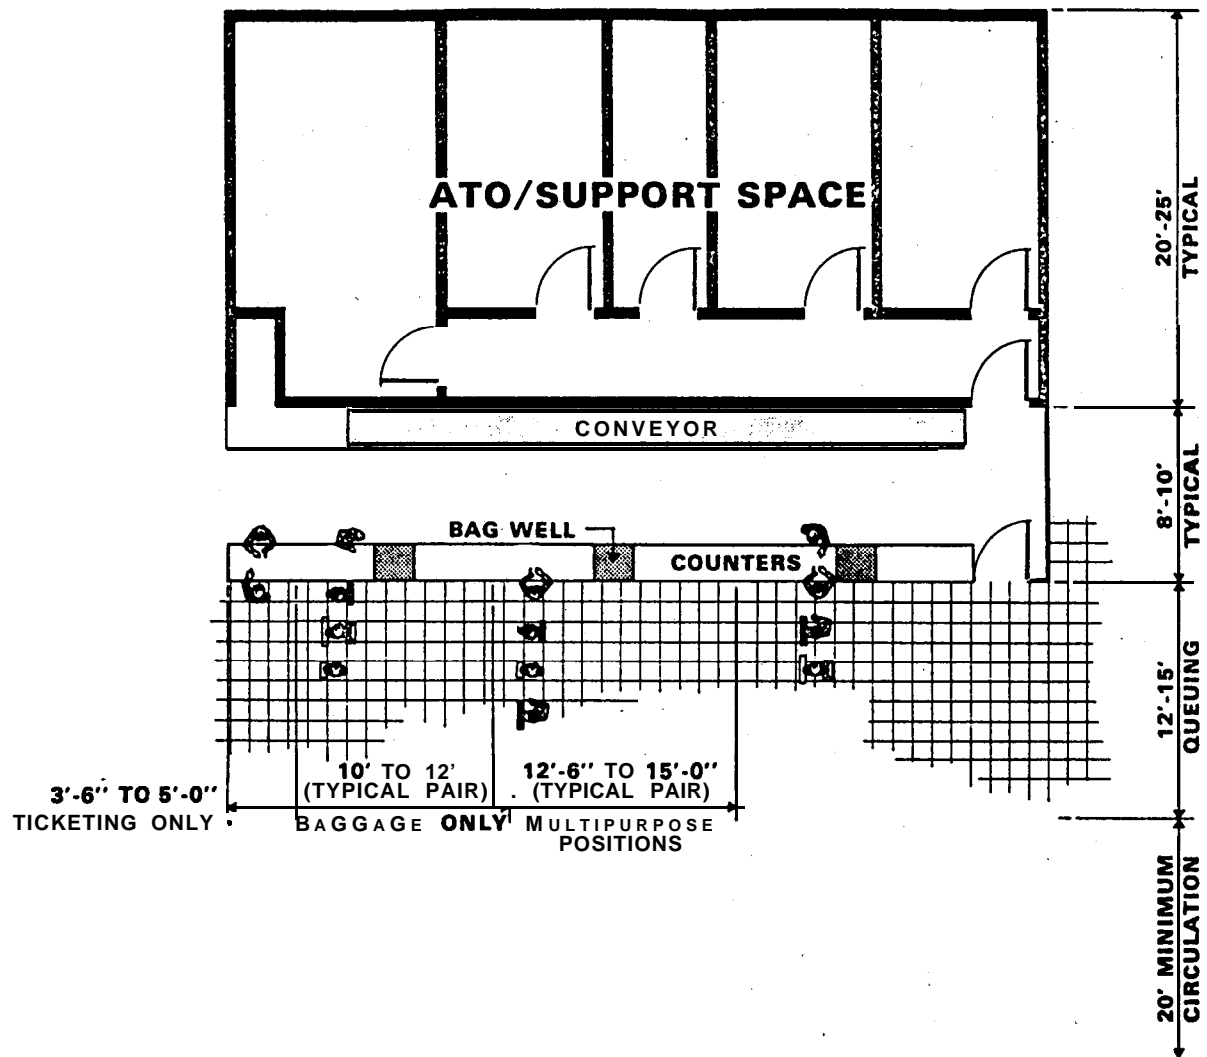 ATO/SUPPORT SPACE
20'-25'
TYPICAL
CONVEYOR
8'-10'
TYPICAL
BAG WELL
COUNTERS
12'-15'
QUEUING
10' TO 12'
(TYPICAL PAIR)
12'-6" TO 15'-0"
(TYPICAL PAIR)
3'-6" TO 5'-0"
TICKETING ONLY
BAGGAGE ONLY
MULTIPURPOSE
POSITIONS
20' MINIMUM
CIRCULATION